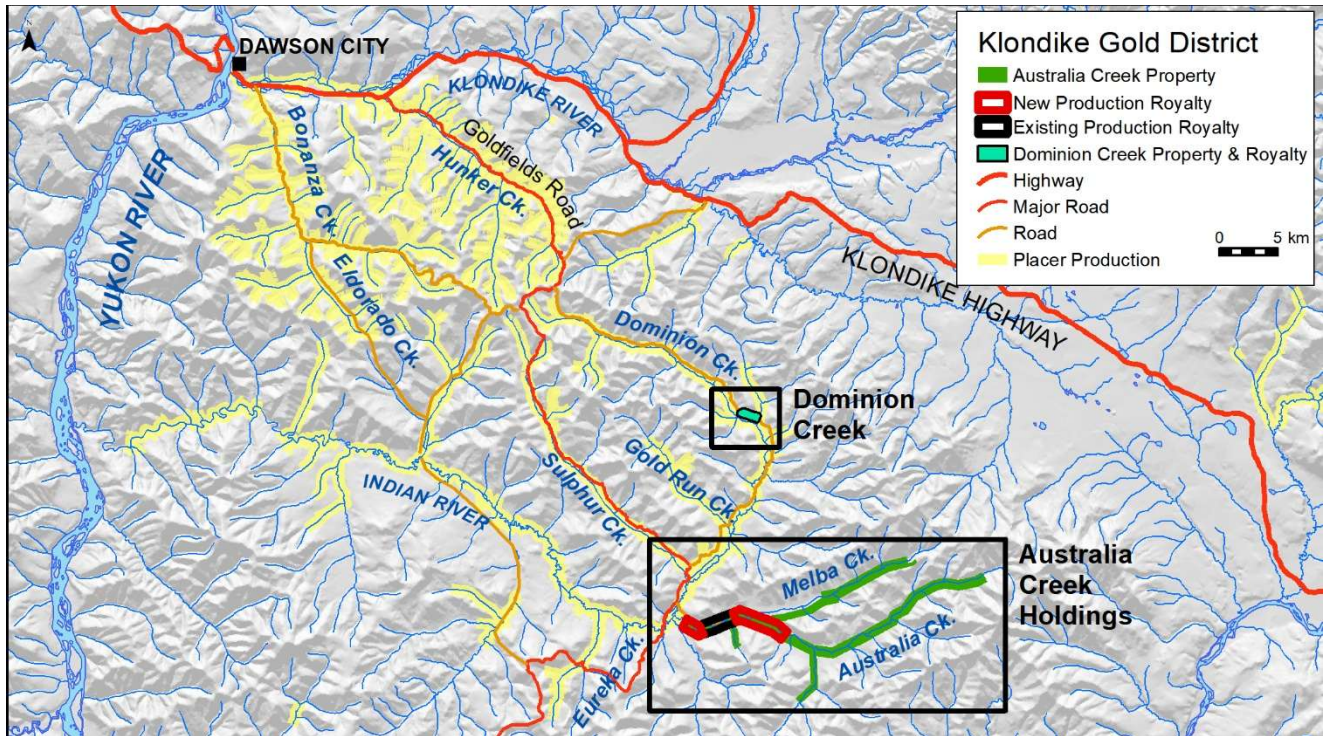 N
DAWSON CITY
KLONDIKE RIVER
Goldfields Road
Bonanza Ck.
Hunker Ck.
YUKON RIVER
Eldorado Ck.
KLONDIKE HIGHWAY
Dominion Ck.
Dominion
Creek
Gold Run Ck.
Sulphur Ck.
INDIAN RIVER
Melba Ck.
Australia Ck.
Eureka Ck.
Australia
Creek
Holdings
Klondike Gold District
Australia Creek Property
New Production Royalty
Existing Production Royalty
Dominion Creek Property & Royalty
Highway
Major Road
Road
Placer Production
0 5 km